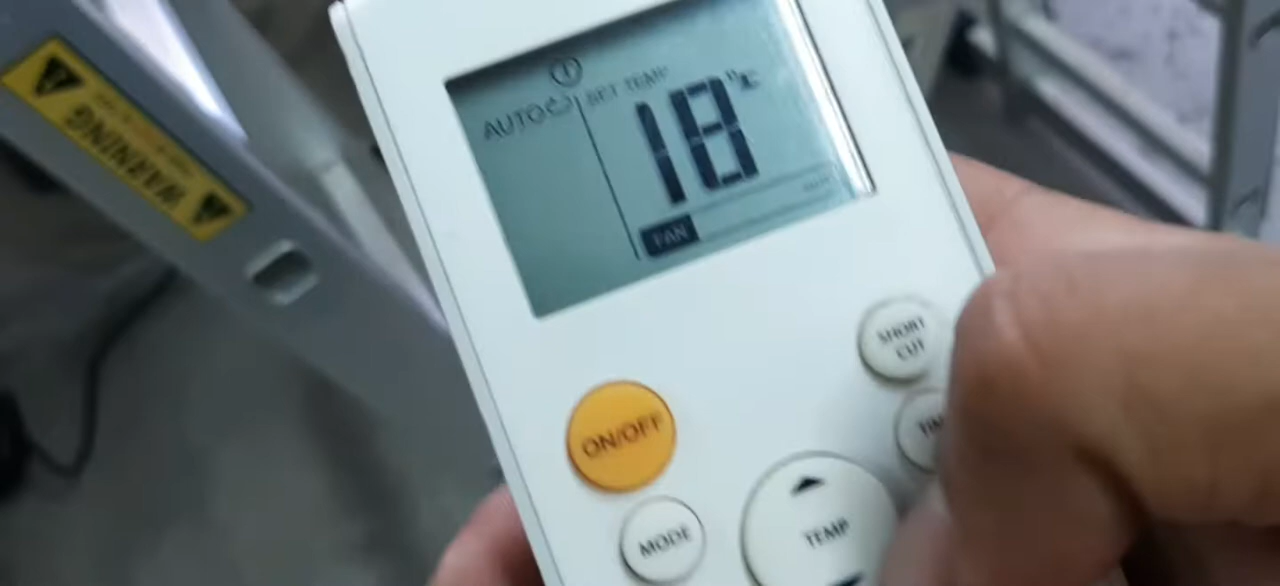 WARNING
AUTO
SET TEMP
18°C
FAN
SHORT
CUT
ON/OFF
MODE
TEMP